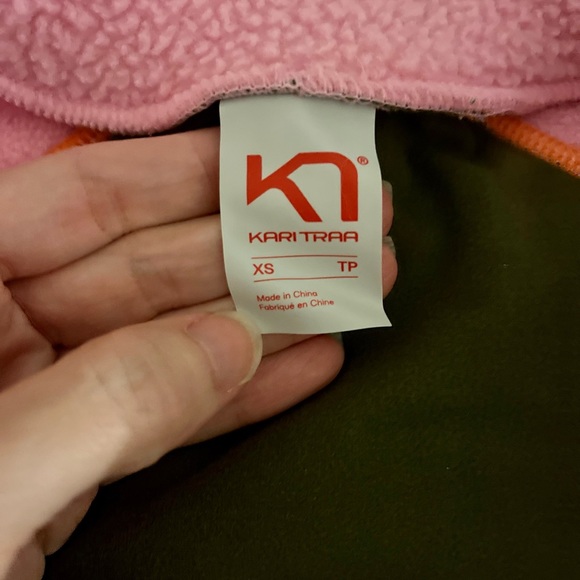 KT®
KARI TRAA
XS TP
Made in China
Fabriqué en Chine